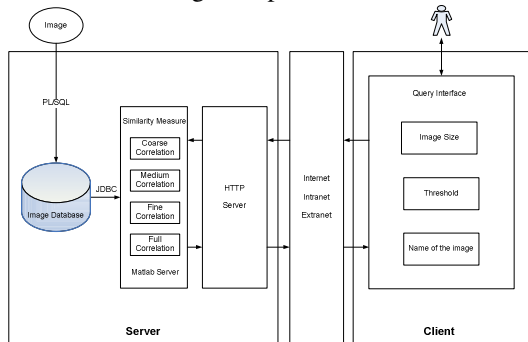 Image
PL/SQL
Image Database
JDBC
Similarity Measure
Coarse
Correlation
Medium
Correlation
Fine
Correlation
Full
Correlation
Matlab Server
HTTP
Server
Internet
Intranet
Extranet
Query Interface
Image Size
Threshold
Name of the image
Server
Client